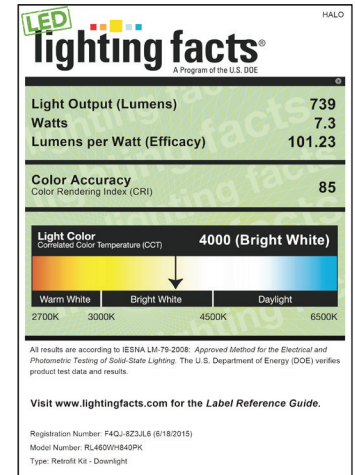 HALO
LED
lighting facts®
A Program of the U.S. DOE
Light Output (Lumens) 739
Watts 7.3
Lumens per Watt (Efficacy) 101.23
Color Accuracy 85
Color Rendering Index (CRI)
Light Color 4000 (Bright White)
Correlated Color Temperature (CCT)
Warm White Bright White Daylight
2700K 3000K 4500K 6500K
All results are according to IESNA LM-79-2008: Approved Method for the Electrical and
Photometric Testing of Solid-State Lighting. The U.S. Department of Energy (DOE) verifies
product test data and results.
Visit www.lightingfacts.com for the Label Reference Guide.
Registration Number: F4QJ-8Z3JL6 (6/18/2015)
Model Number: RL460WH840PK
Type: Retrofit Kit - Downlight